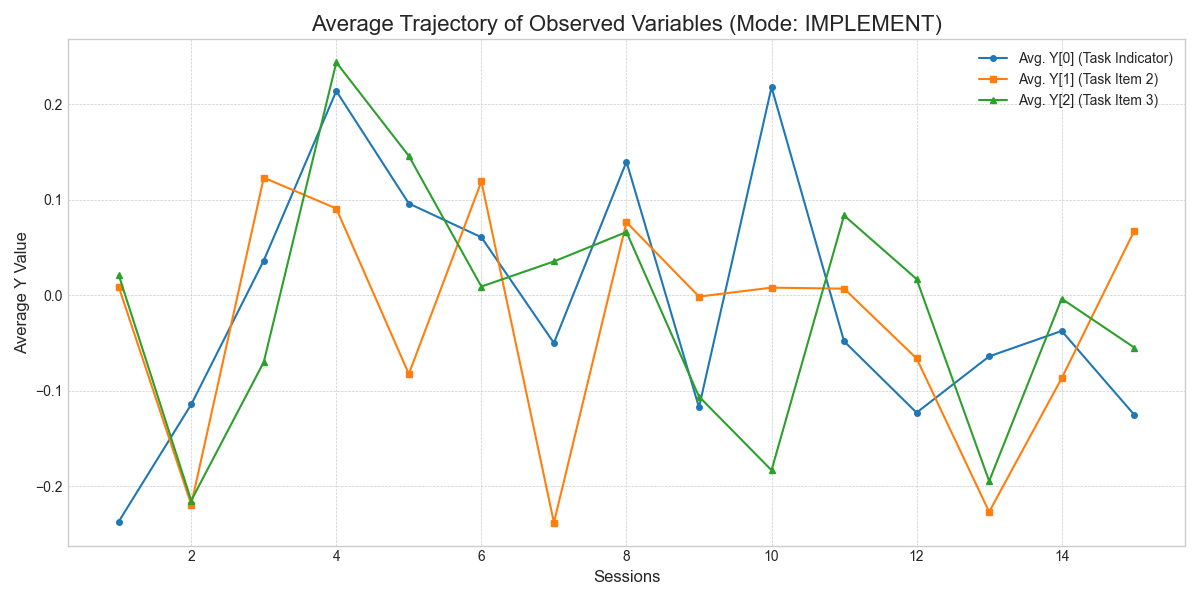 Average Trajectory of Observed Variables (Mode: IMPLEMENT)
Avg. Y[0] (Task Indicator)
Avg. Y[1] (Task Item 2)
Avg. Y[2] (Task Item 3)
Average Y Value
0.2
0.1
0.0
−0.1
−0.2
2 4 6 8 10 12 14
Sessions